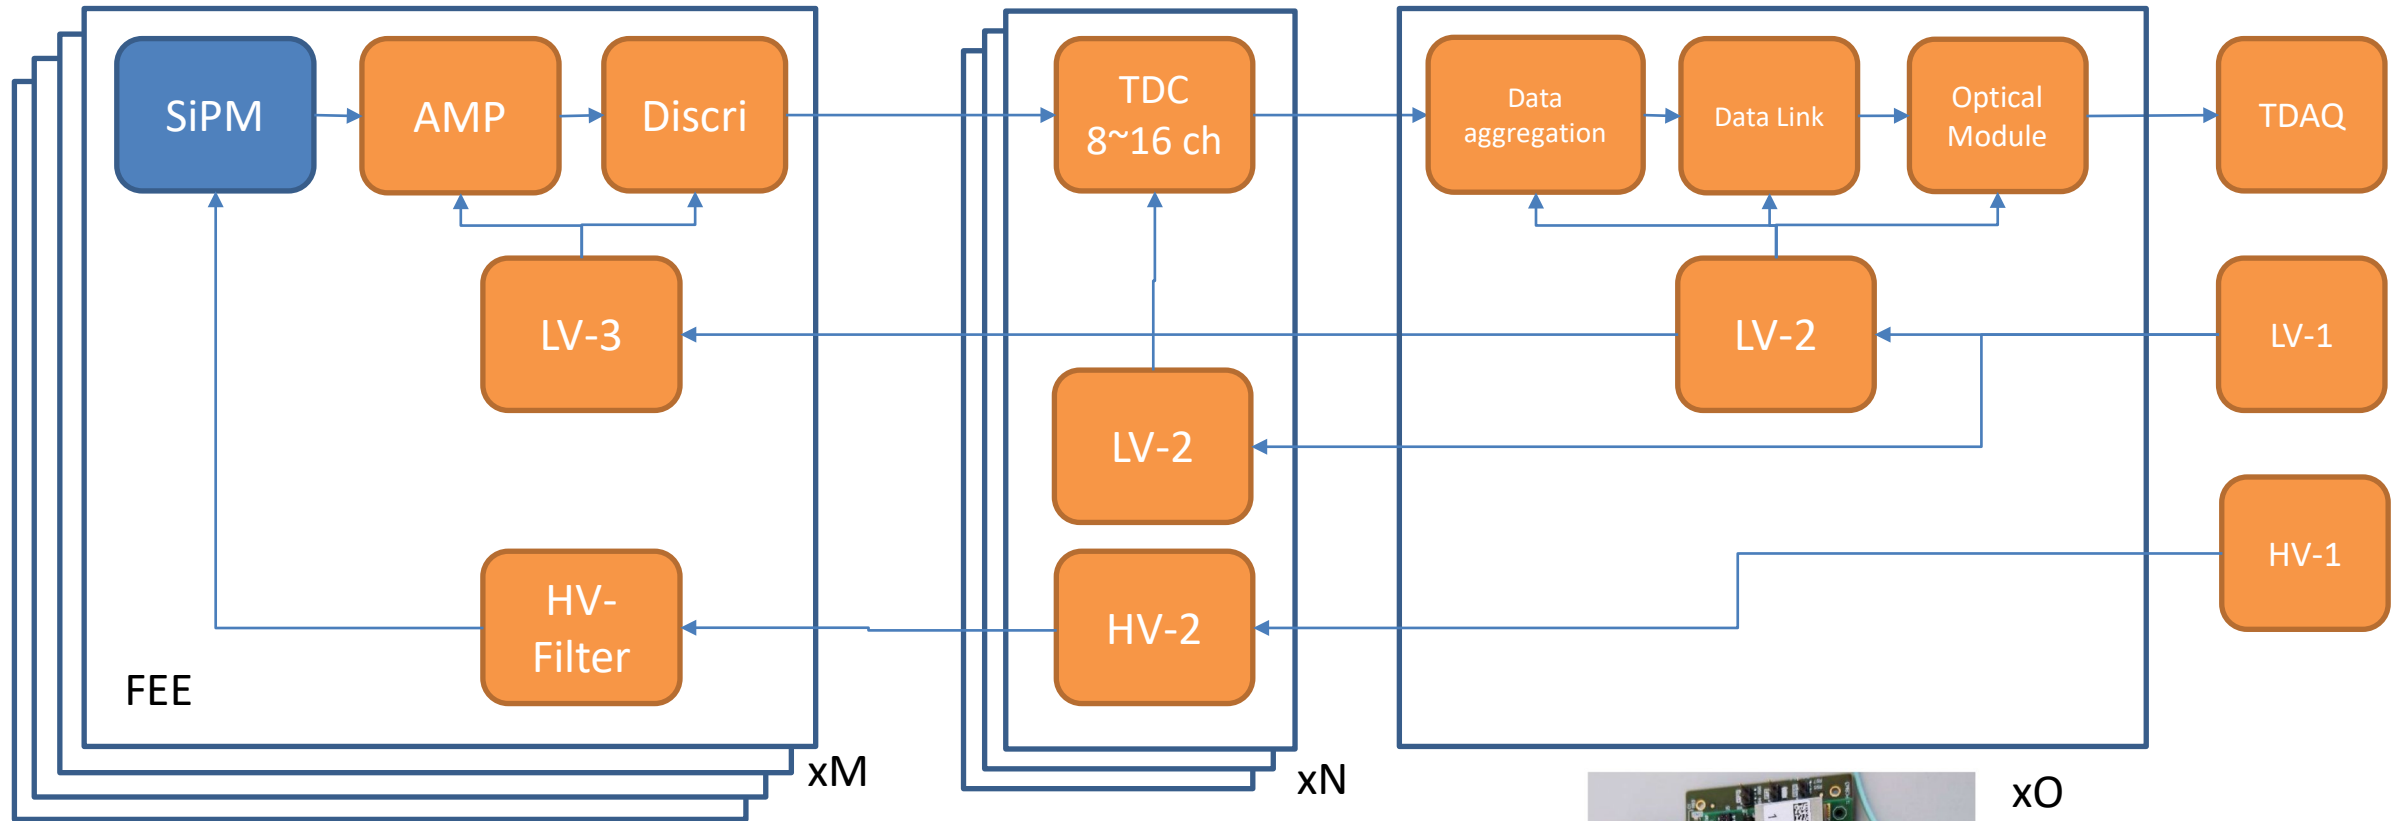 SiPM
AMP
Discri
TDC
8~16 ch
Data
aggregation
Data Link
Optical
Module
TDAQ
LV-3
LV-2
LV-1
LV-2
HV-
Filter
HV-2
HV-1
FEE
xM
xN
xO